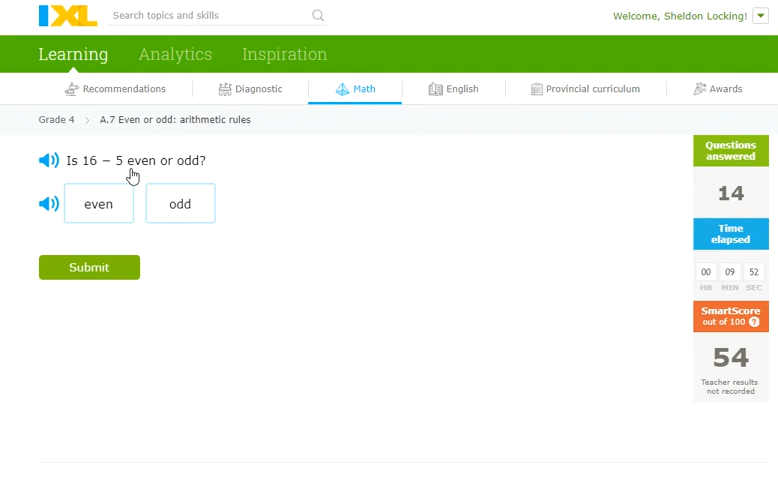 IXL
Search topics and skills
Welcome, Sheldon Locking!
Learning Analytics Inspiration
Recommendations Diagnostic Math English Provincial curriculum Awards
Grade 4 > A.7 Even or odd: arithmetic rules
Is 16 − 5 even or odd?
even odd
Submit
Questions
answered
14
Time
elapsed
00 09 52
HR MIN SEC
SmartScore
out of 100 ?
54
Teacher results
not recorded